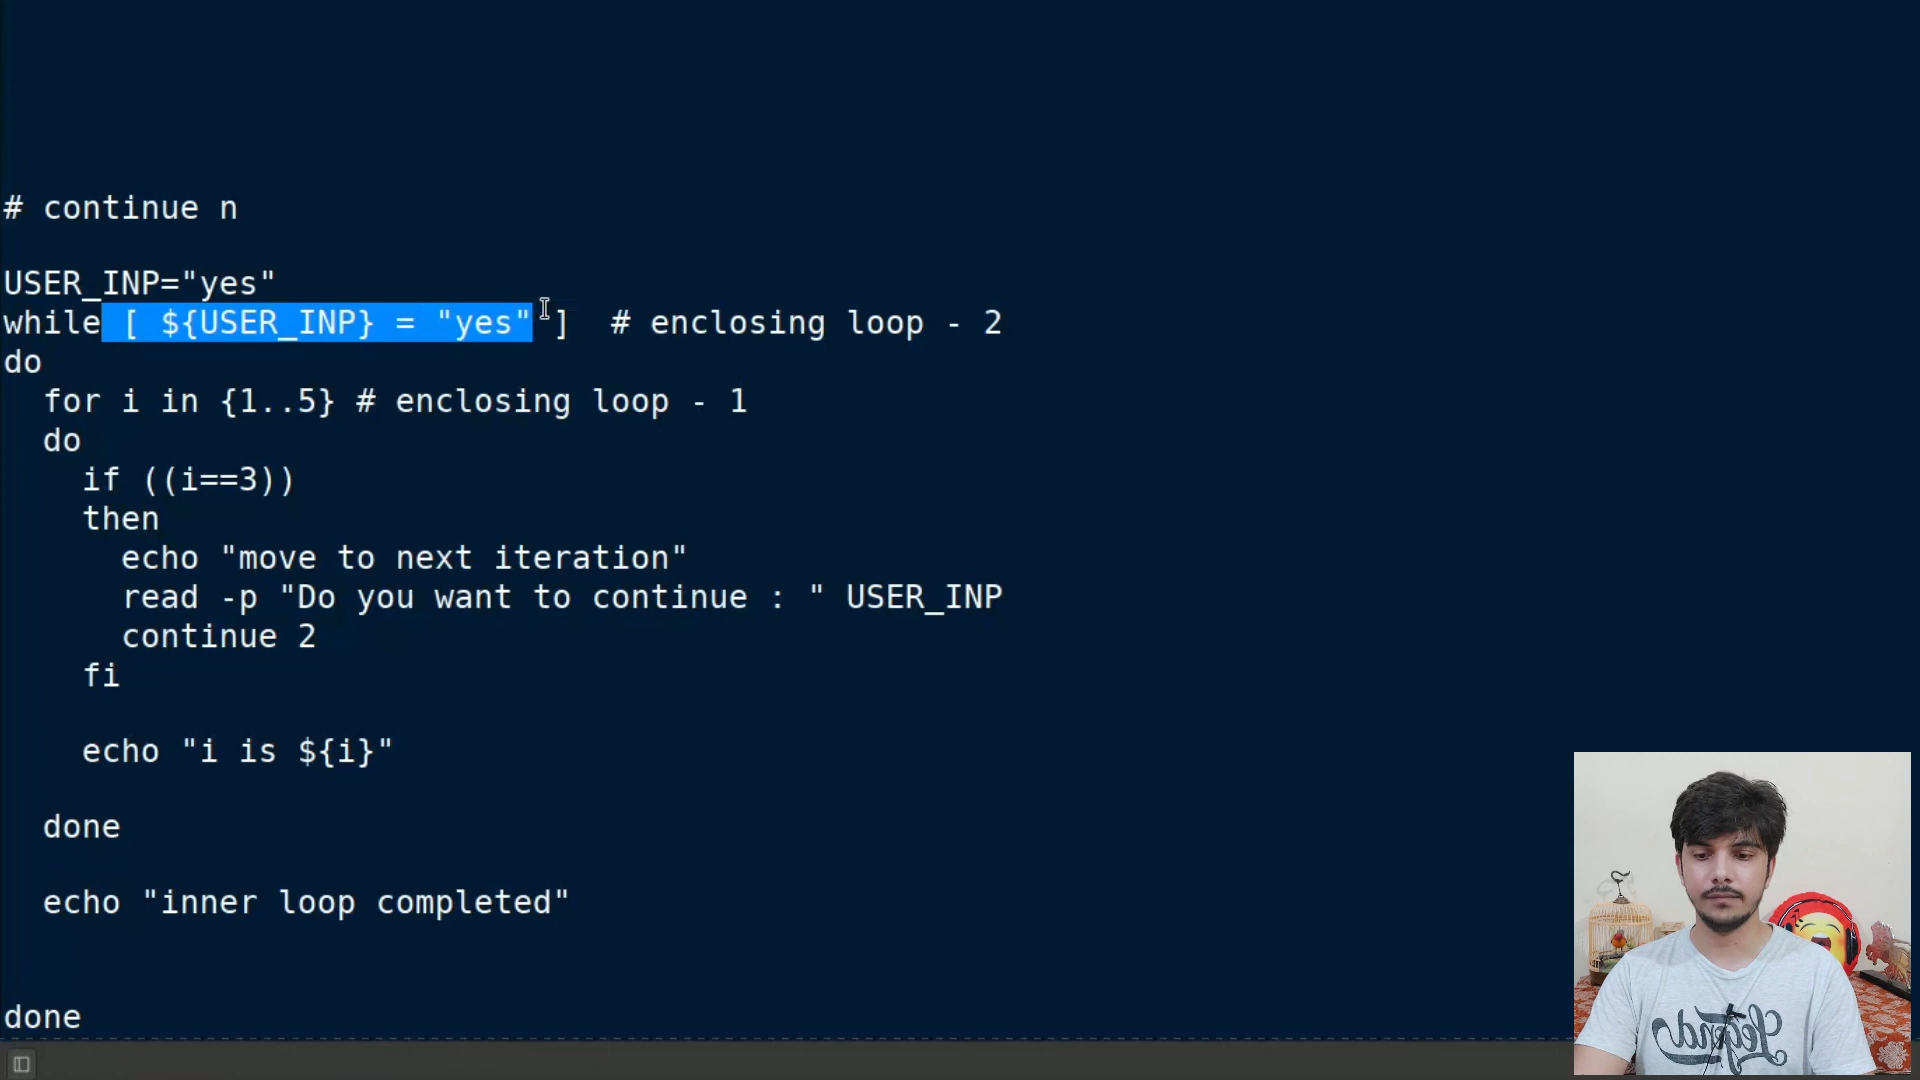 # continue n
USER_INP="yes"
while [ ${USER_INP} = "yes" ]  # enclosing loop - 2
do
  for i in {1..5} # enclosing loop - 1
  do
    if ((i==3))
    then
      echo "move to next iteration"
      read -p "Do you want to continue : " USER_INP
      continue 2
    fi
    echo "i is ${i}"
  done
  echo "inner loop completed"
done
Legend